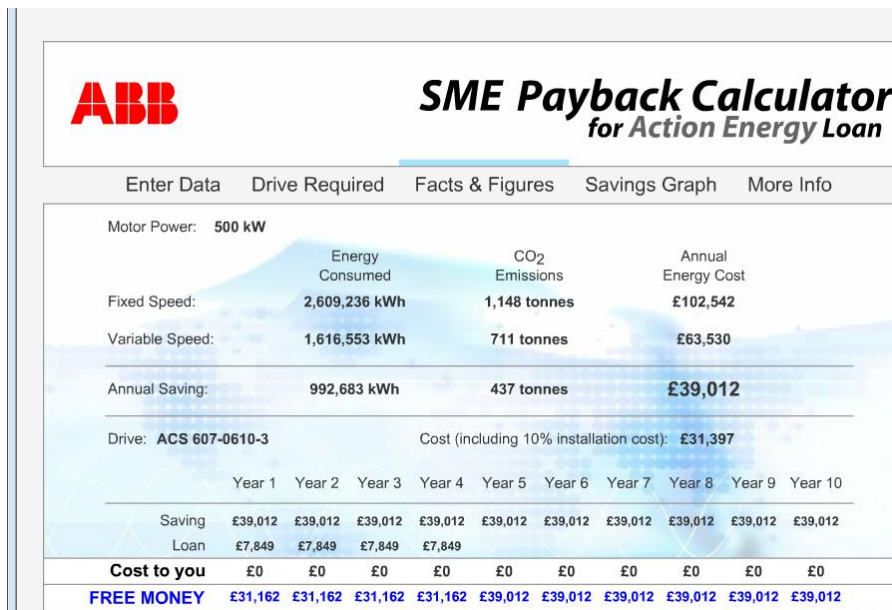 ABB
SME Payback Calculator
for Action Energy Loan
Enter Data Drive Required Facts & Figures Savings Graph More Info
Motor Power: 500 kW
Energy Consumed CO2 Emissions Annual Energy Cost
Fixed Speed: 2,609,236 kWh 1,148 tonnes £102,542
Variable Speed: 1,616,553 kWh 711 tonnes £63,530
Annual Saving: 992,683 kWh 437 tonnes £39,012
Drive: ACS 607-0610-3 Cost (including 10% installation cost): £31,397
Year 1 Year 2 Year 3 Year 4 Year 5 Year 6 Year 7 Year 8 Year 9 Year 10
Saving £39,012 £39,012 £39,012 £39,012 £39,012 £39,012 £39,012 £39,012 £39,012 £39,012
Loan £7,849 £7,849 £7,849 £7,849
Cost to you £0 £0 £0 £0 £0 £0 £0 £0 £0 £0
FREE MONEY £31,162 £31,162 £31,162 £31,162 £39,012 £39,012 £39,012 £39,012 £39,012 £39,012